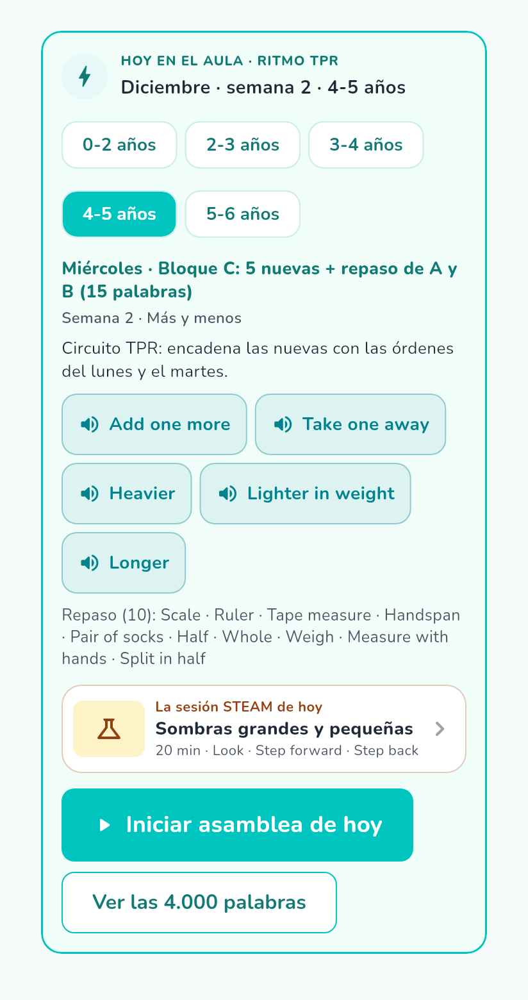 HOY EN EL AULA · RITMO TPR
Diciembre · semana 2 · 4-5 años
0-2 años
2-3 años
3-4 años
4-5 años
5-6 años
Miércoles · Bloque C: 5 nuevas + repaso de A y
B (15 palabras)
Semana 2 · Más y menos
Circuito TPR: encadena las nuevas con las órdenes
del lunes y el martes.
Add one more
Take one away
Heavier
Lighter in weight
Longer
Repaso (10): Scale · Ruler · Tape measure · Handspan
· Pair of socks · Half · Whole · Weigh · Measure with
hands · Split in half
La sesión STEAM de hoy
Sombras grandes y pequeñas
20 min · Look · Step forward · Step back
Iniciar asamblea de hoy
Ver las 4.000 palabras